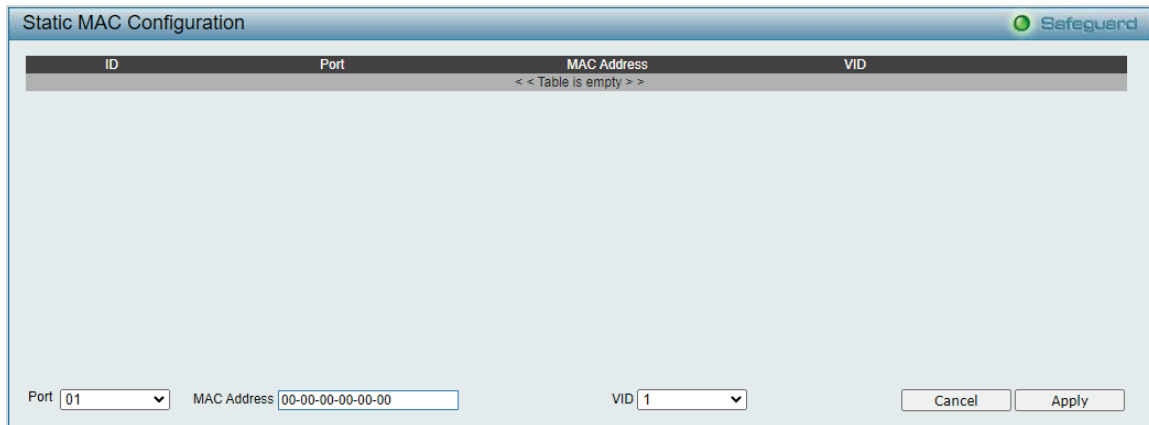 Static MAC Configuration Safeguard
ID Port MAC Address VID
< < Table is empty > >
Port 01 MAC Address 00-00-00-00-00-00 VID 1 Cancel Apply